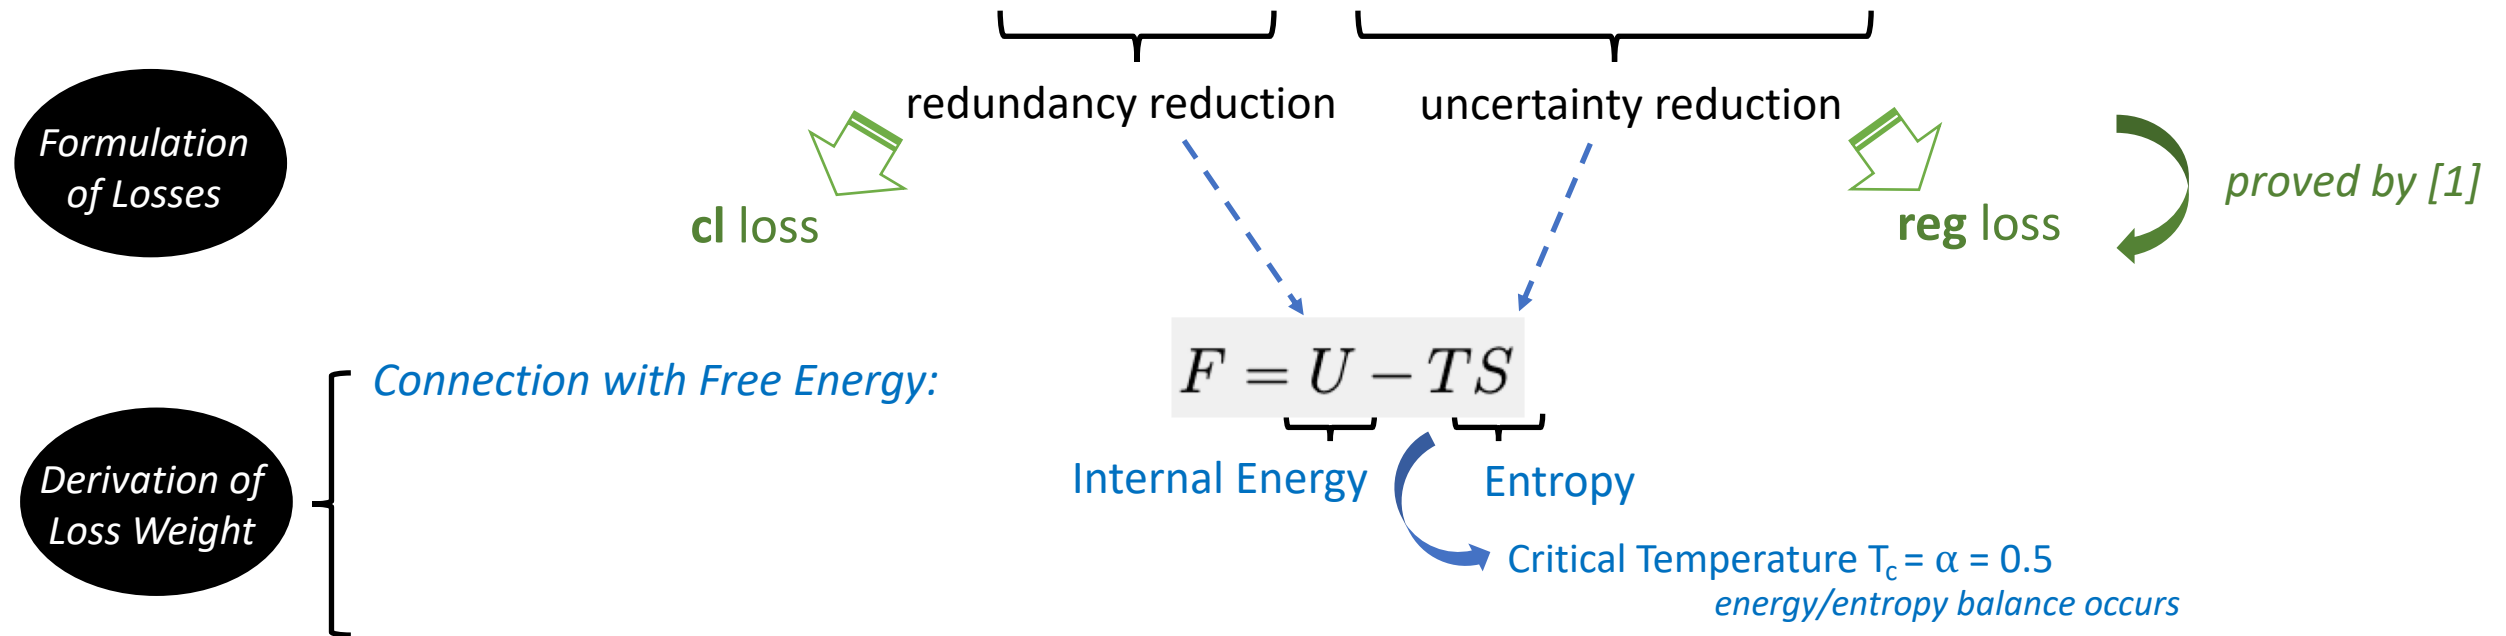 redundancy reduction
uncertainty reduction
Formulation
of Losses
cl loss
reg loss
proved by [1]
Connection with Free Energy:
F = U − TS
Derivation of
Loss Weight
Internal Energy
Entropy
Critical Temperature Tc = α = 0.5
energy/entropy balance occurs